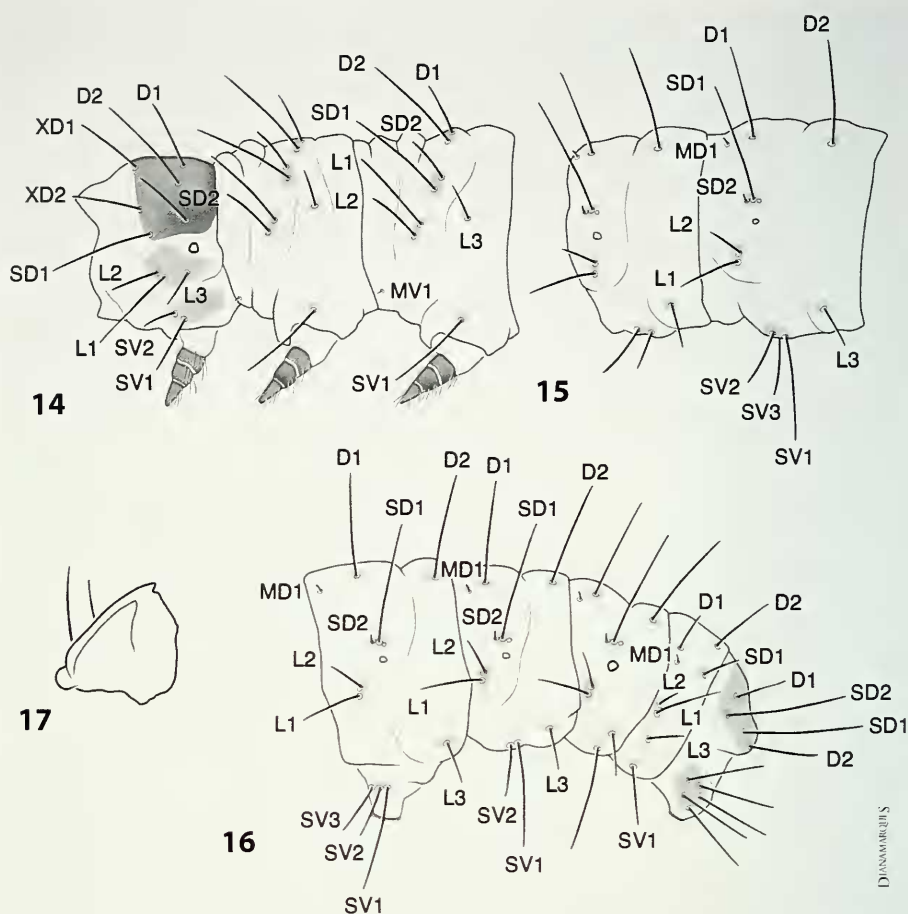 D2 D1
XD1
XD2
SD2
SD1
L2
L3
L1
SV2
SV1
14
D2 D1
SD1
SD2
L1
L2
L3
MV1
SV1
D1 D2
SD1
MD1
SD2
L2
L1
L3
SV2
SV3
SV1
15
D1 D2 D1 D2
SD1 SD1
MD1 MD1
SD2 SD2
L2 L2
L1 L1
L3 L3
SV3
SV2
SV1
SV2
SV1
MD1
D1 D2
L2 SD1
L1
L3
D1
SD2
SD1
D2
SV1
16
17
DIANAMARQUES